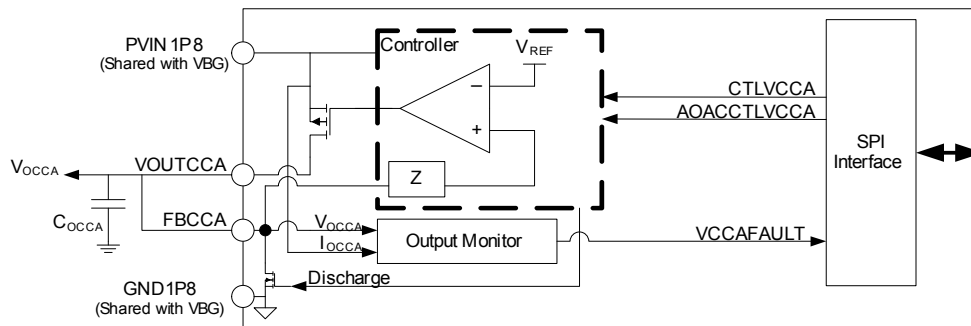 PVIN1P8
(Shared with VBG)
Controller
VREF
CTLVCCA
AOACCTLVCCA
SPI
Interface
VOCCA
VOUTCCA
Z
COCCA
FBCCA
VOCCA
IOCCA
Output Monitor
VCCAFAULT
GND1P8
(Shared with VBG)
Discharge
−
+